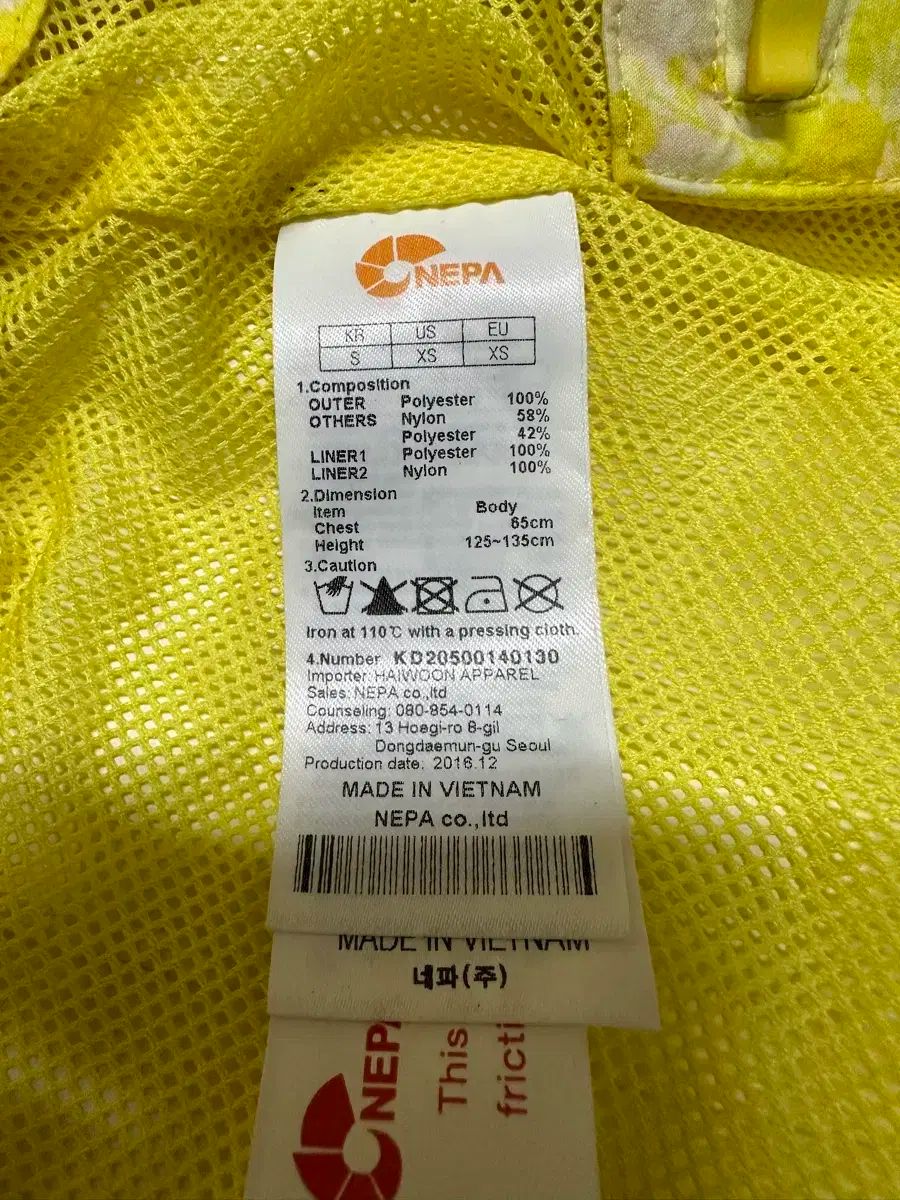 NEPA
KR US EU
S XS XS
1.Composition
OUTER Polyester 100%
OTHERS Nylon 58%
Polyester 42%
LINER1 Polyester 100%
LINER2 Nylon 100%
2.Dimension
Item Body
Chest 65cm
Height 125~135cm
3.Caution
Iron at 110℃ with a pressing cloth.
4.Number KD20500140130
Importer: HAIWOON APPAREL
Sales: NEPA co.,ltd
Counseling: 080-854-0114
Address: 13 Hoegi-ro 8-gil
Dongdaemun-gu Seoul
Production date: 2016.12
MADE IN VIETNAM
NEPA co.,ltd
MADE IN VIETNAM
네파(주)
NEPA
This
fricti